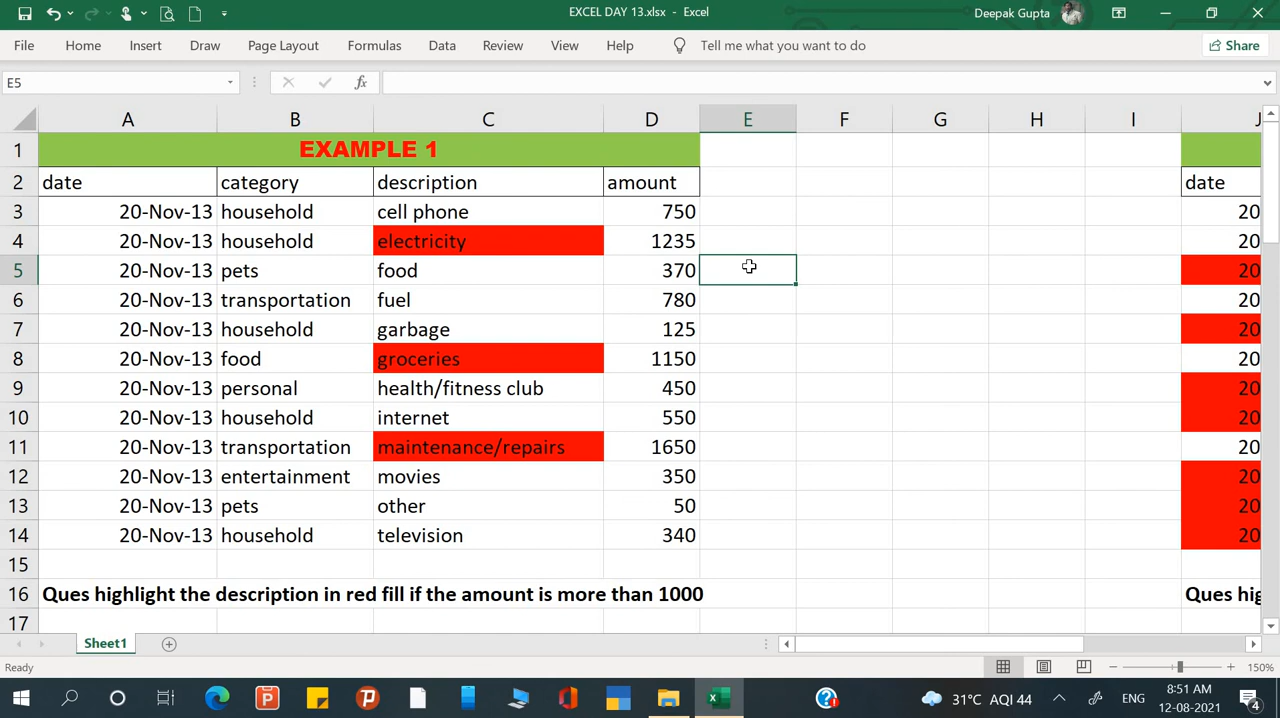 EXCEL DAY 13.xlsx - Excel
Deepak Gupta
File Home Insert Draw Page Layout Formulas Data Review View Help Tell me what you want to do Share
E5 fx
A B C D E F G H I J
1 EXAMPLE 1
2 date category description amount date
3 20-Nov-13 household cell phone 750 20
4 20-Nov-13 household electricity 1235 20
5 20-Nov-13 pets food 370 20
6 20-Nov-13 transportation fuel 780 20
7 20-Nov-13 household garbage 125 20
8 20-Nov-13 food groceries 1150 20
9 20-Nov-13 personal health/fitness club 450 20
10 20-Nov-13 household internet 550 20
11 20-Nov-13 transportation maintenance/repairs 1650 20
12 20-Nov-13 entertainment movies 350 20
13 20-Nov-13 pets other 50 20
14 20-Nov-13 household television 340 20
15
16 Ques highlight the description in red fill if the amount is more than 1000 Ques hig
17
Sheet1
Ready 150%
31°C AQI 44 ENG 8:51 AM
12-08-2021 4